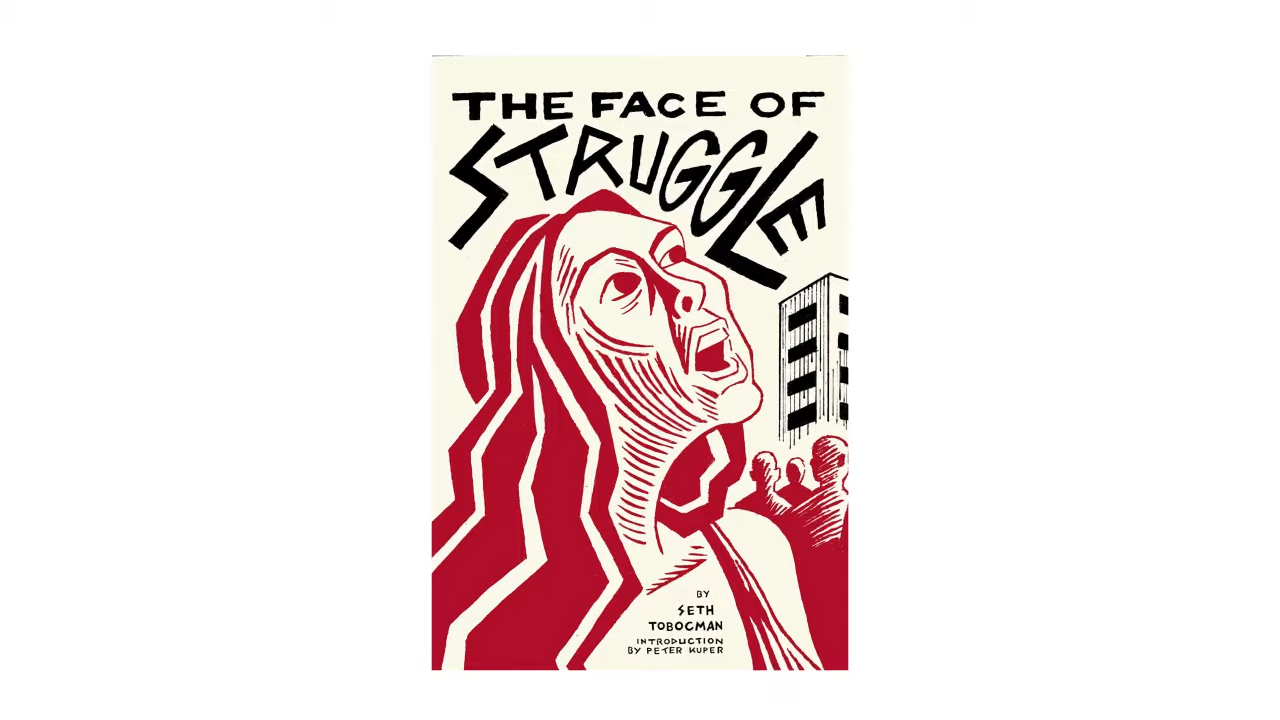 THE FACE OF
STRUGGLE
BY
SETH
TOBOCMAN
INTRODUCTION
BY PETER KUPER